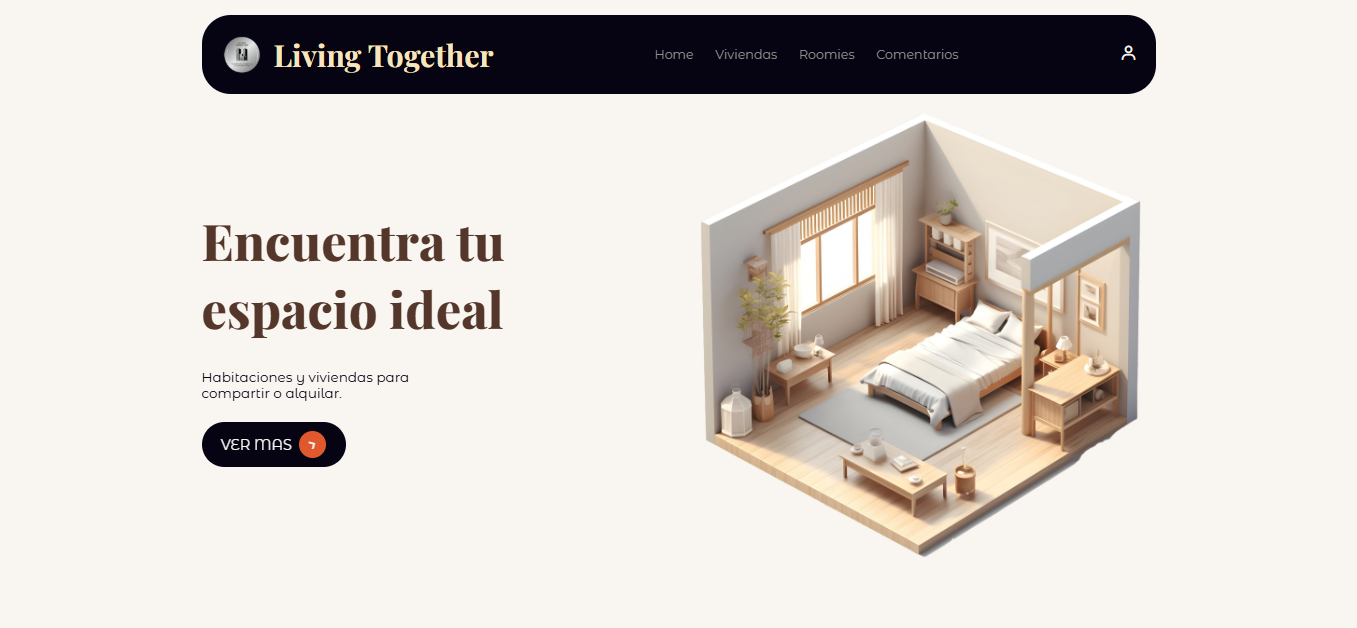 Living Together
Home Viviendas Roomies Comentarios
Encuentra tu
espacio ideal
Habitaciones y viviendas para
compartir o alquilar.
VER MAS